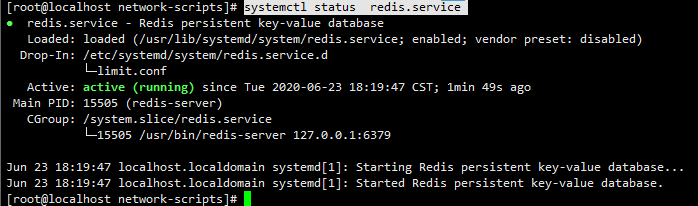 [root@localhost network-scripts]# systemctl status  redis.service
● redis.service - Redis persistent key-value database
   Loaded: loaded (/usr/lib/systemd/system/redis.service; enabled; vendor preset: disabled)
  Drop-In: /etc/systemd/system/redis.service.d
           └─limit.conf
   Active: active (running) since Tue 2020-06-23 18:19:47 CST; 1min 49s ago
 Main PID: 15505 (redis-server)
   CGroup: /system.slice/redis.service
           └─15505 /usr/bin/redis-server 127.0.0.1:6379
Jun 23 18:19:47 localhost.localdomain systemd[1]: Starting Redis persistent key-value database...
Jun 23 18:19:47 localhost.localdomain systemd[1]: Started Redis persistent key-value database.
[root@localhost network-scripts]#